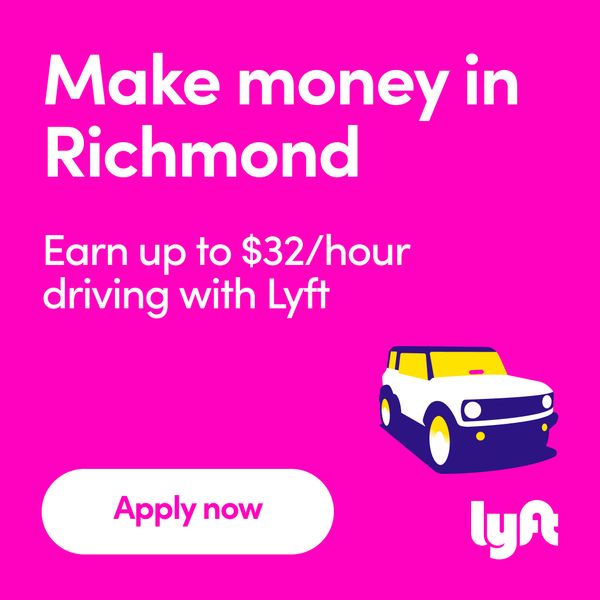 Make money in
Richmond
Earn up to $32/hour
driving with Lyft
Apply now
lyft